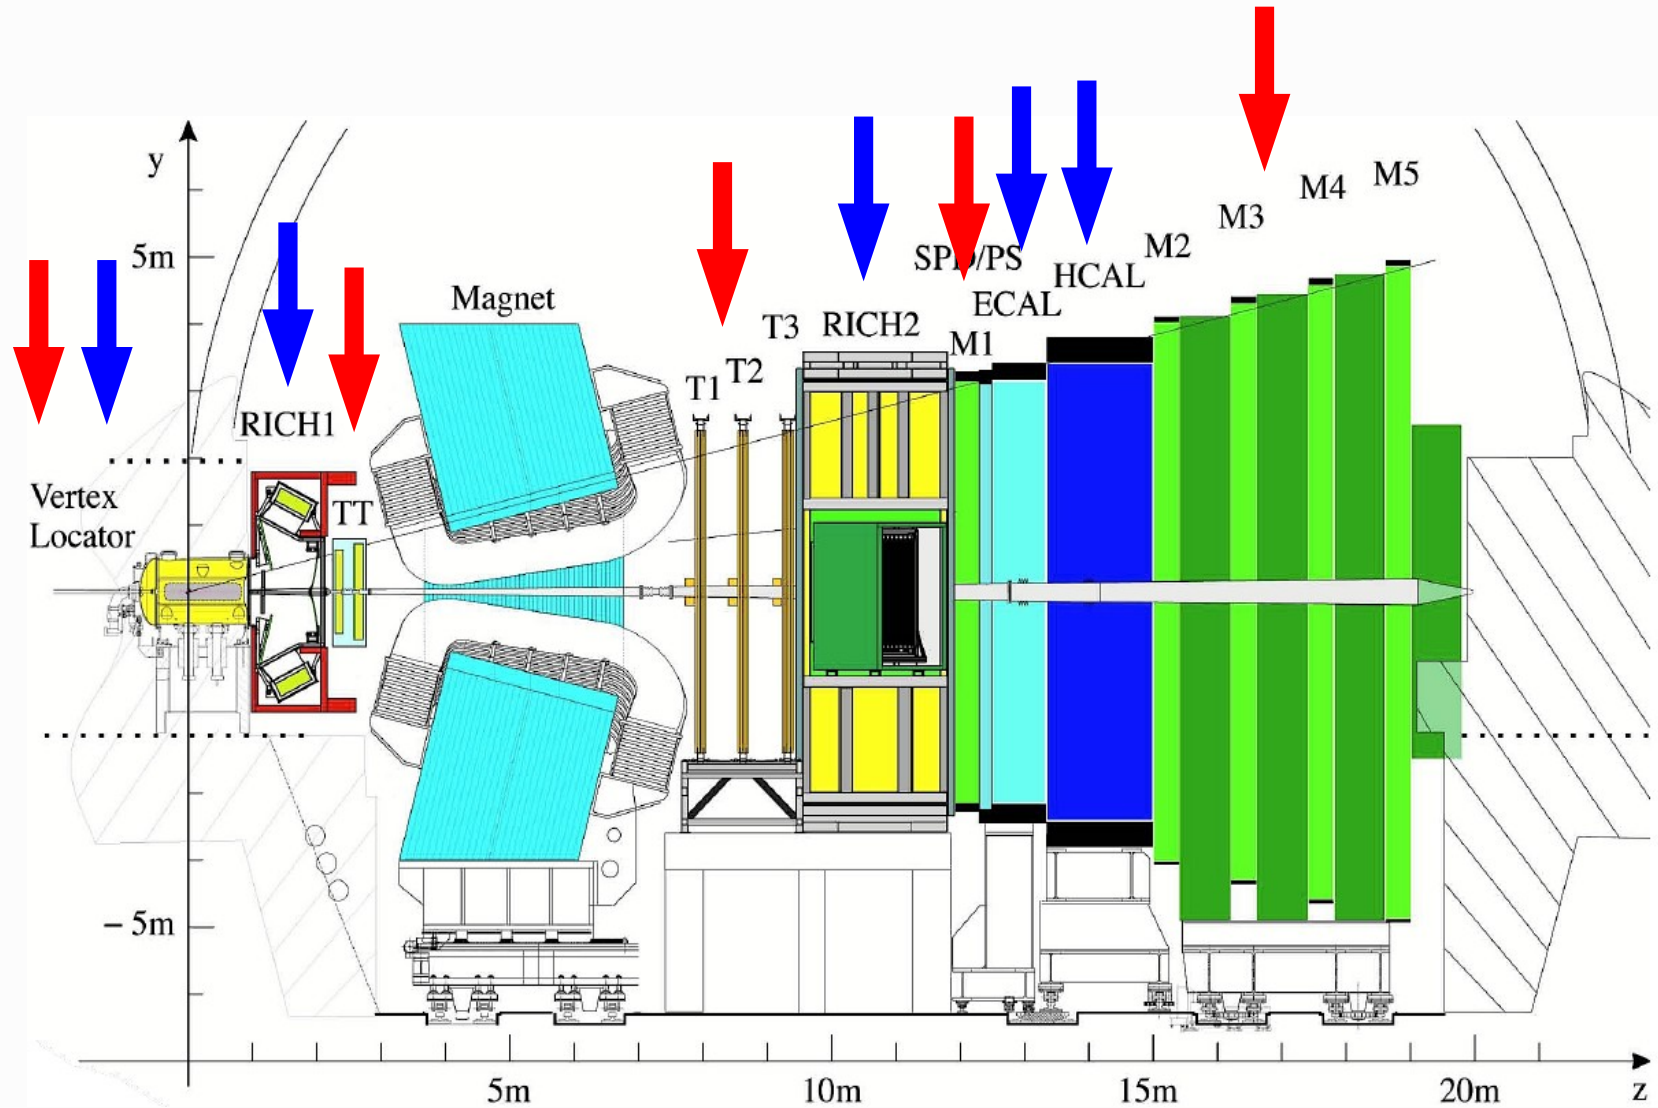 y
5m
Magnet
RICH1
Vertex
Locator
TT
T1
T2
T3
RICH2
SPD/PS
M1
ECAL
HCAL
M2
M3
M4
M5
– 5m
5m
10m
15m
20m
z